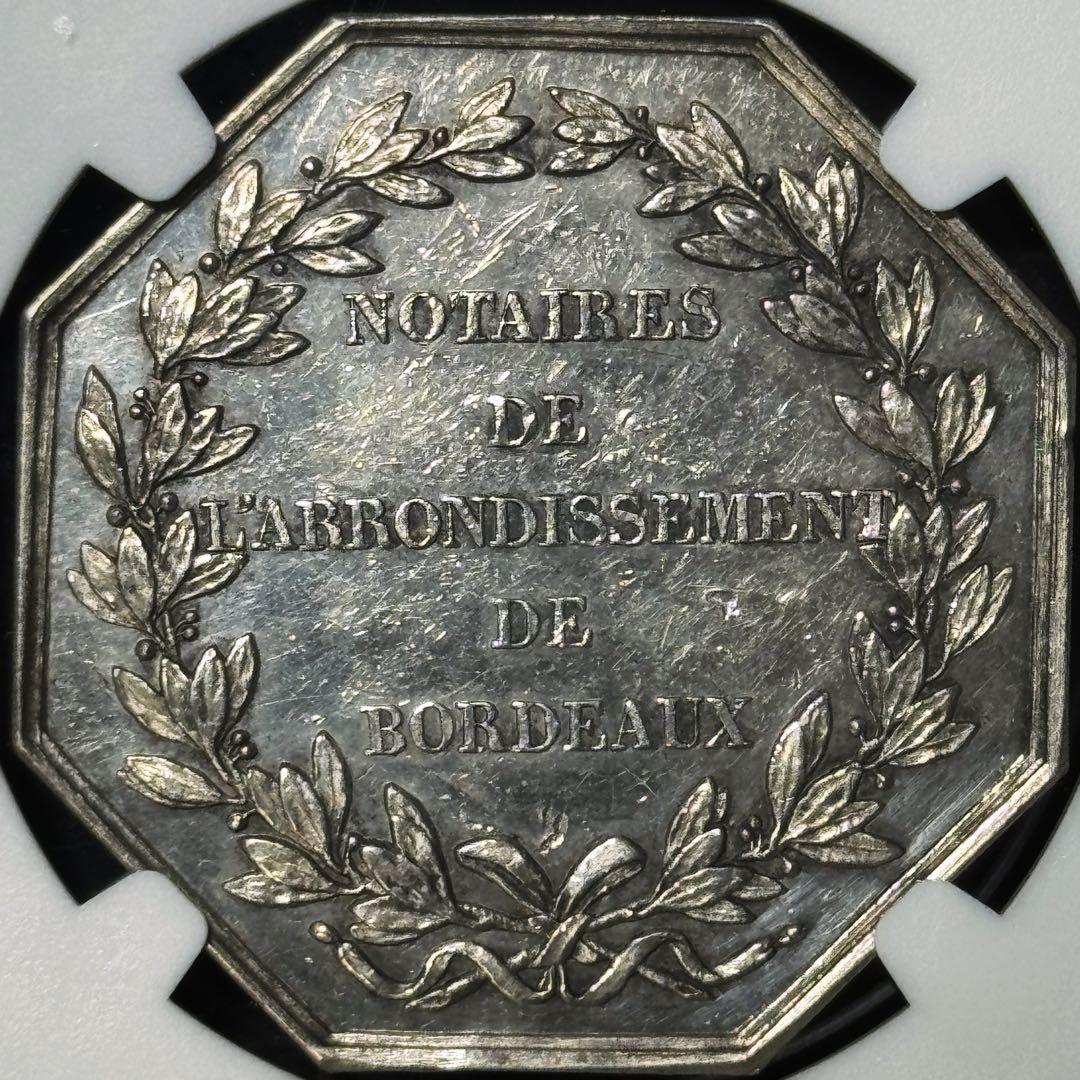 NOTAIRES
DE
L'ARRONDISSEMENT
DE
BORDEAUX